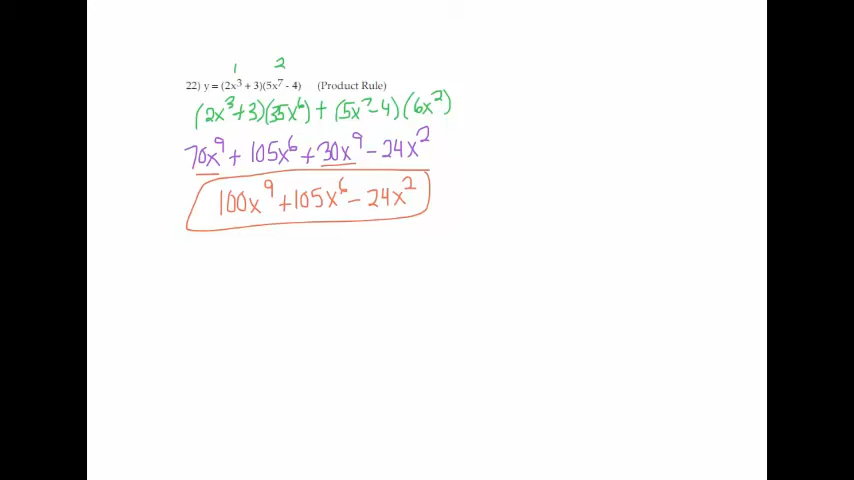 1 2
22) y = (2x³ + 3)(5x⁷ - 4) (Product Rule)
(2x³+3)(35x⁶) + (5x⁷-4)(6x²)
70x⁹ + 105x⁶ + 30x⁹ - 24x²
100x⁹ + 105x⁶ - 24x²